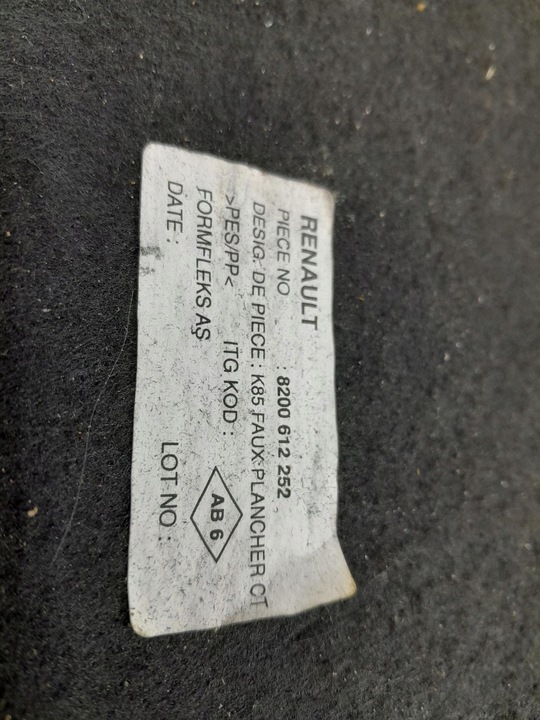 RENAULT
PIECE NO : 8200 612 252
DESIG. DE PIECE : K85 FAUX-PLANCHER CT
>PES/PP< ITG KOD :
FORMFLEKS AŞ AB 6
DATE : LOT NO :